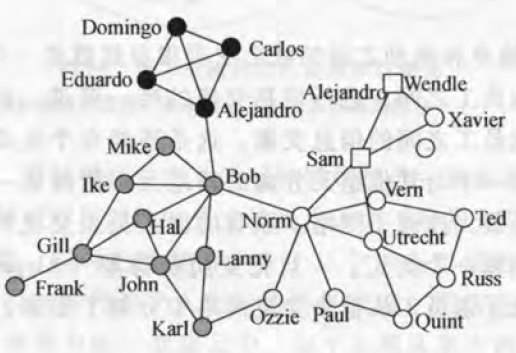 Domingo
Carlos
Eduardo
Alejandro
Alejandro
Wendle
Xavier
Mike
Sam
Ike
Bob
Vern
Hal
Norm
Ted
Gill
Utrecht
John
Lanny
Russ
Frank
Karl
Ozzie
Paul
Quint